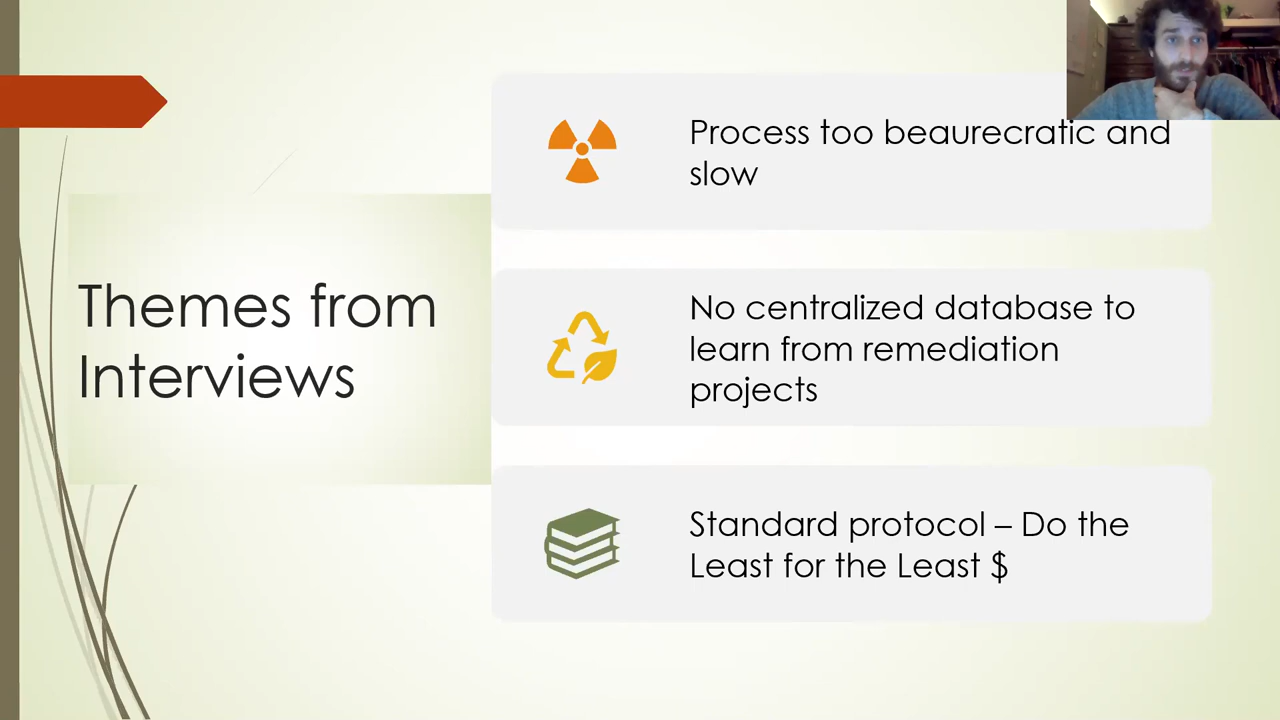 Themes from
Interviews
Process too beaurecratic and
slow
No centralized database to
learn from remediation
projects
Standard protocol – Do the
Least for the Least $